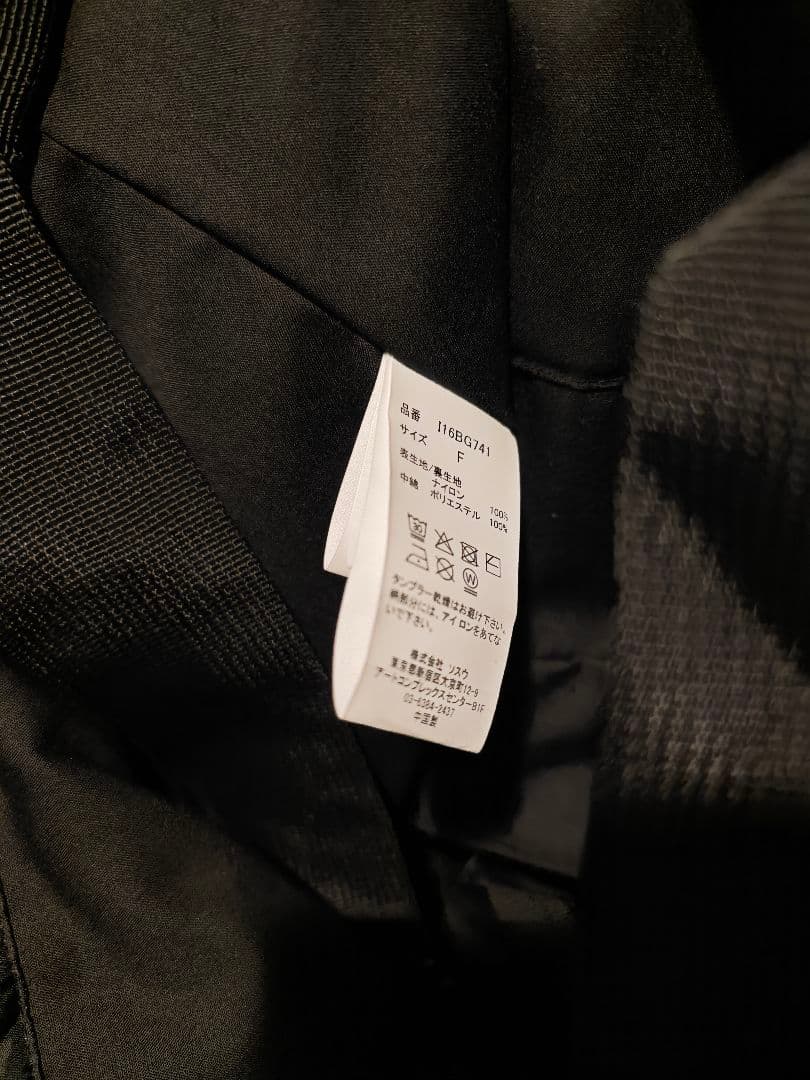 品番 I16BG741
サイズ F
表生地/裏生地
ナイロン 100%
中綿 ポリエステル 100%
30
W
タンブラー乾燥はお避け下さい。
綿部分には、アイロンをあてな
いで下さい。
株式会社 リスウ
東京都新宿区大京町12-9
アートコンプレックスセンターB1F
03-6364-2437
中国製